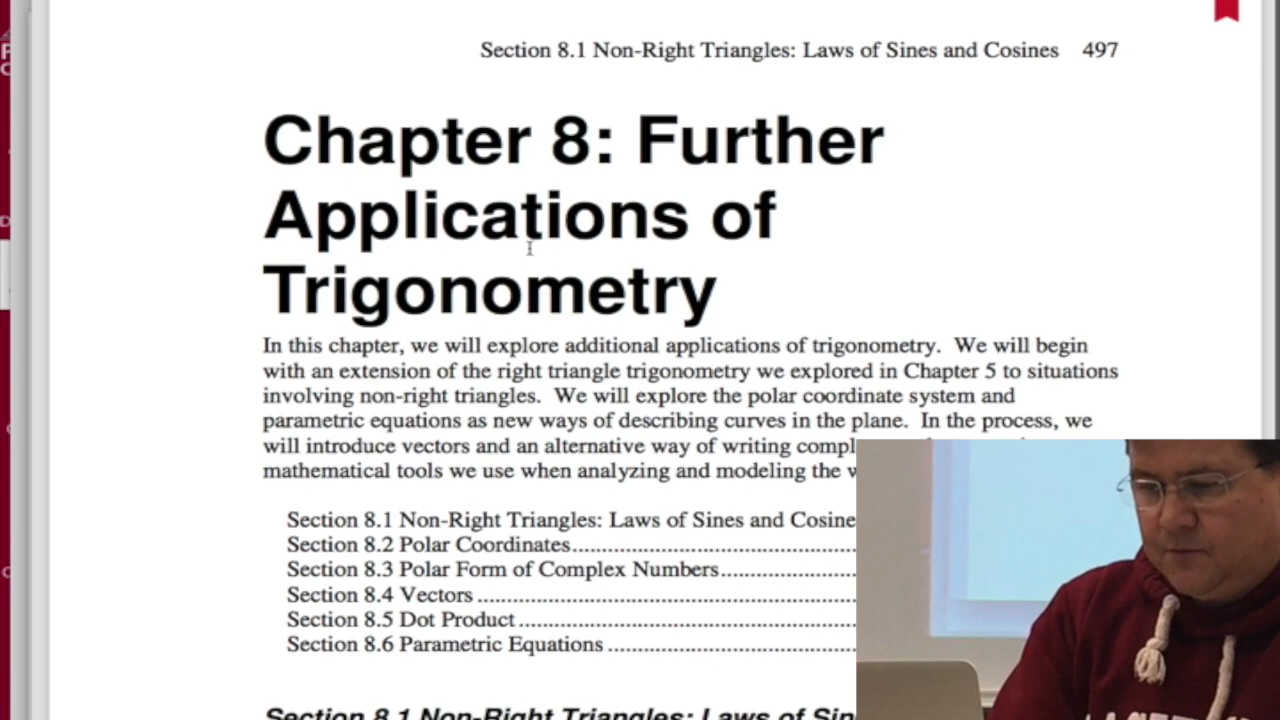 Section 8.1 Non-Right Triangles: Laws of Sines and Cosines 497
Chapter 8: Further
Applications of
Trigonometry
In this chapter, we will explore additional applications of trigonometry. We will begin
with an extension of the right triangle trigonometry we explored in Chapter 5 to situations
involving non-right triangles. We will explore the polar coordinate system and
parametric equations as new ways of describing curves in the plane. In the process, we
will introduce vectors and an alternative way of writing
mathematical tools we use when analyzing and modeling the
Section 8.1 Non-Right Triangles: Laws of Sines and Cosine
Section 8.2 Polar Coordinates
Section 8.3 Polar Form of Complex Numbers
Section 8.4 Vectors
Section 8.5 Dot Product
Section 8.6 Parametric Equations
Section 8.1 Non-Right Triangles: Laws of